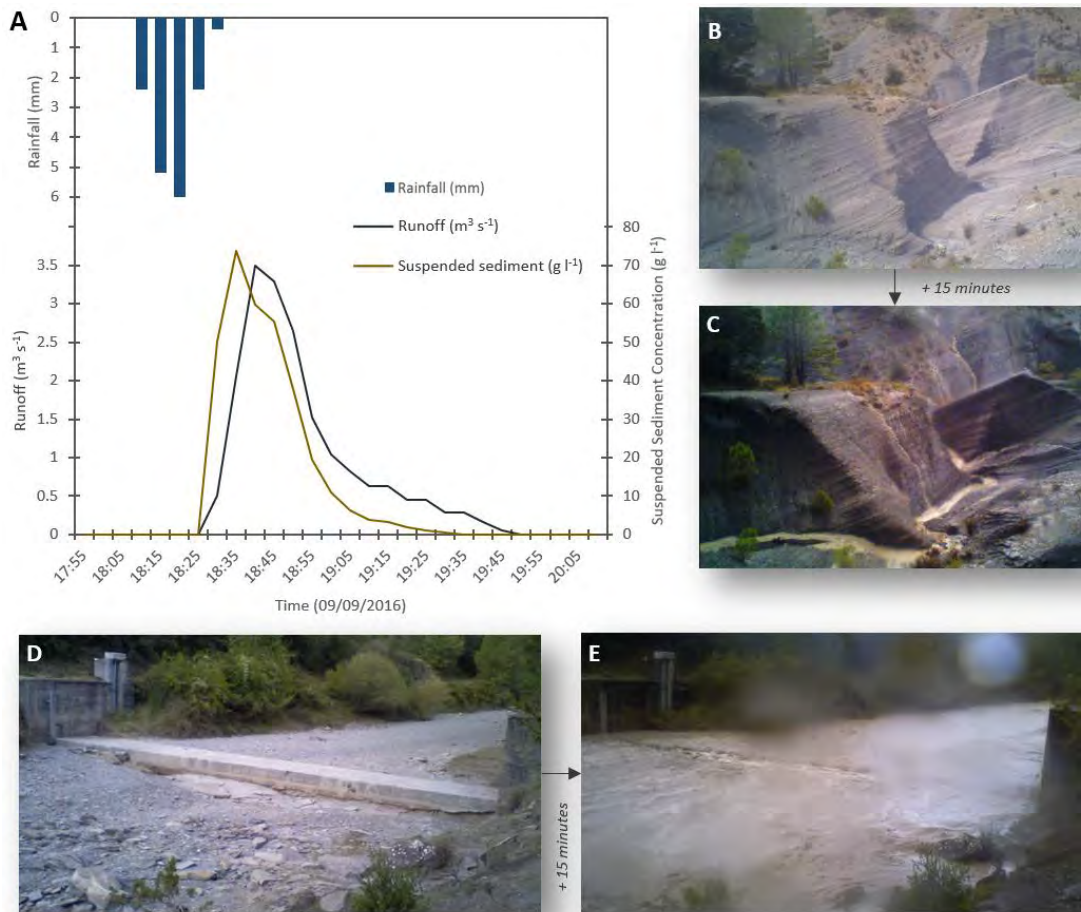 A
0
1
2
3
4
5
6
Rainfall (mm)
Rainfall (mm)
Runoff (m³ s⁻¹)
Suspended sediment (g l⁻¹)
3.5
3
2.5
2
1.5
1
0.5
0
Runoff (m³ s⁻¹)
80
70
60
50
40
30
20
10
0
Suspended Sediment Concentration (g l⁻¹)
17:55
18:05
18:15
18:25
18:35
18:45
18:55
19:05
19:15
19:25
19:35
19:45
19:55
20:05
Time (09/09/2016)
B
+ 15 minutes
C
D
+ 15 minutes
E